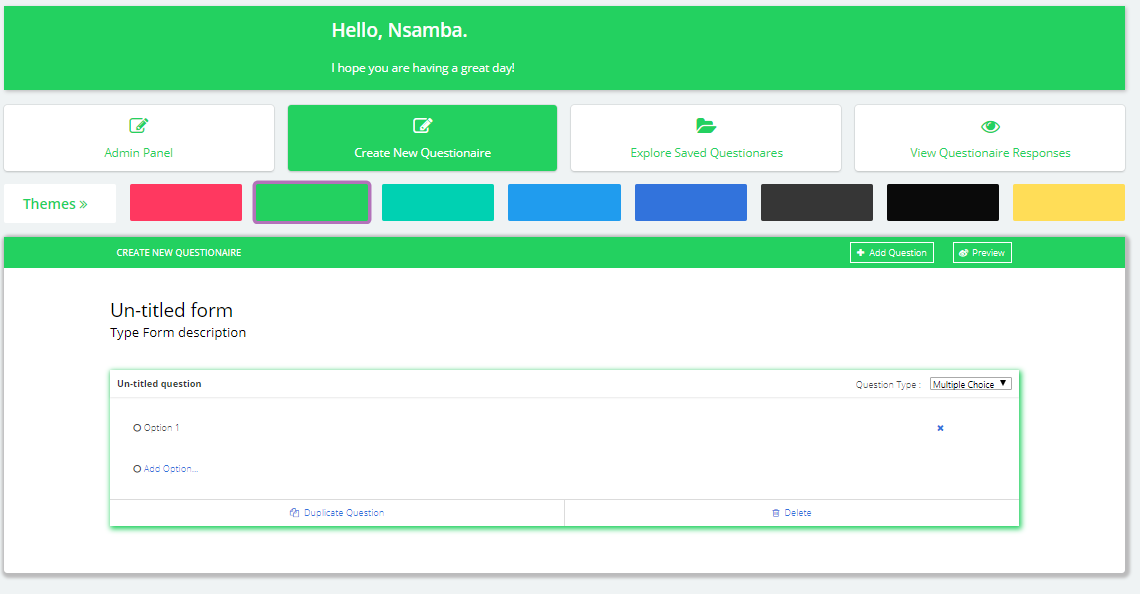 Hello, Nsamba.
I hope you are having a great day!
Admin Panel
Create New Questionaire
Explore Saved Questionares
View Questionaire Responses
Themes »
CREATE NEW QUESTIONAIRE
Add Question
Preview
Un-titled form
Type Form description
Un-titled question
Question Type :
Multiple Choice
Option 1
Add Option...
Duplicate Question
Delete